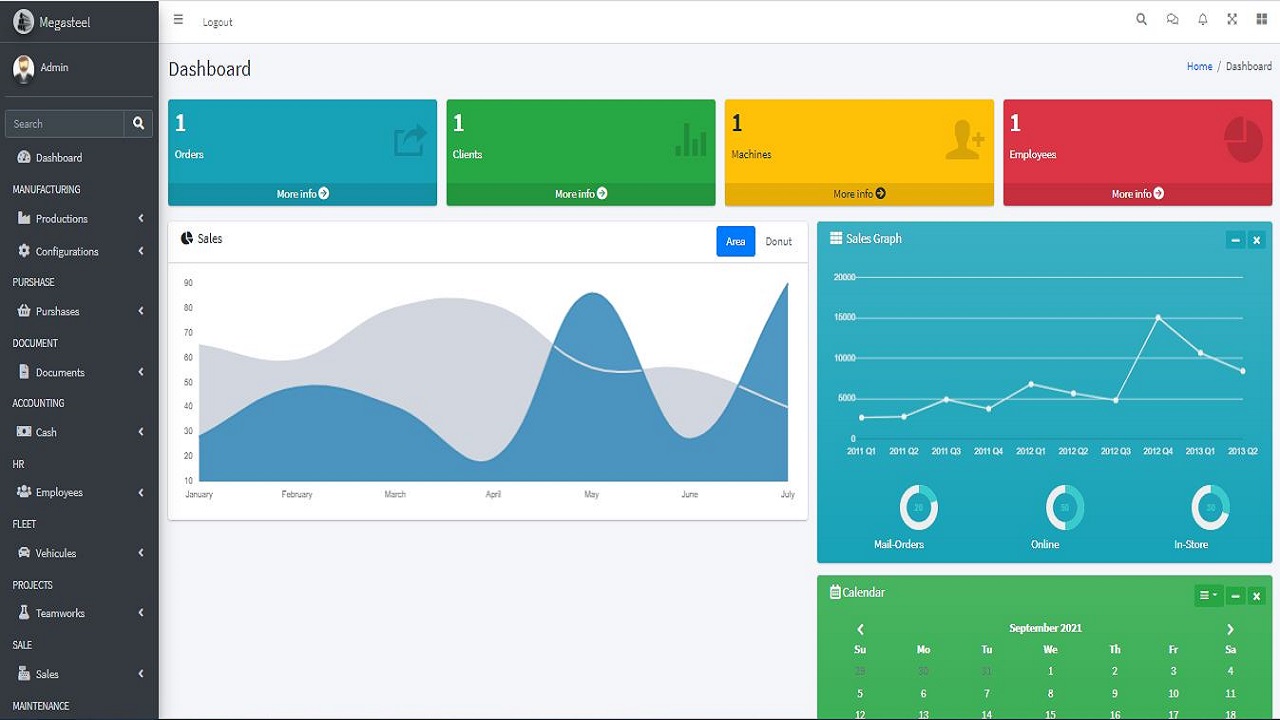 Megasteel
Admin
Search
Dashboard
MANUFACTURING
Productions
Configurations
PURSHASE
Purshases
DOCUMENT
Documents
ACCOUNTING
Cash
HR
Employees
FLEET
Vehicules
PROJECTS
Teamworks
SALE
Sales
MAINTENANCE
Logout
Dashboard
Home / Dashboard
1
Orders
More info
1
Clients
More info
1
Machines
More info
1
Employees
More info
Sales
Area Donut
90
80
70
60
50
40
30
20
10
January February March April May June July
Sales Graph
20000
15000
10000
5000
0
2011 Q1 2011 Q2 2011 Q3 2011 Q4 2012 Q1 2012 Q2 2012 Q3 2012 Q4 2013 Q1 2013 Q2
20
Mail-Orders
Online
In-Store
Calendar
September 2021
Su Mo Tu We Th Fr Sa
29 30 31 1 2 3 4
5 6 7 8 9 10 11
12 13 14 15 16 17 18